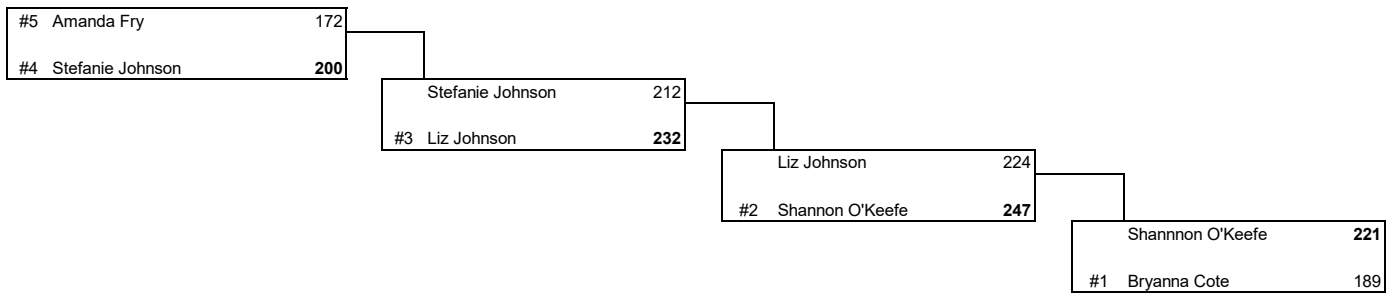 #5 Amanda Fry 172
#4 Stefanie Johnson 200
Stefanie Johnson 212
#3 Liz Johnson 232
Liz Johnson 224
#2 Shannon O'Keefe 247
Shannnon O'Keefe 221
#1 Bryanna Cote 189